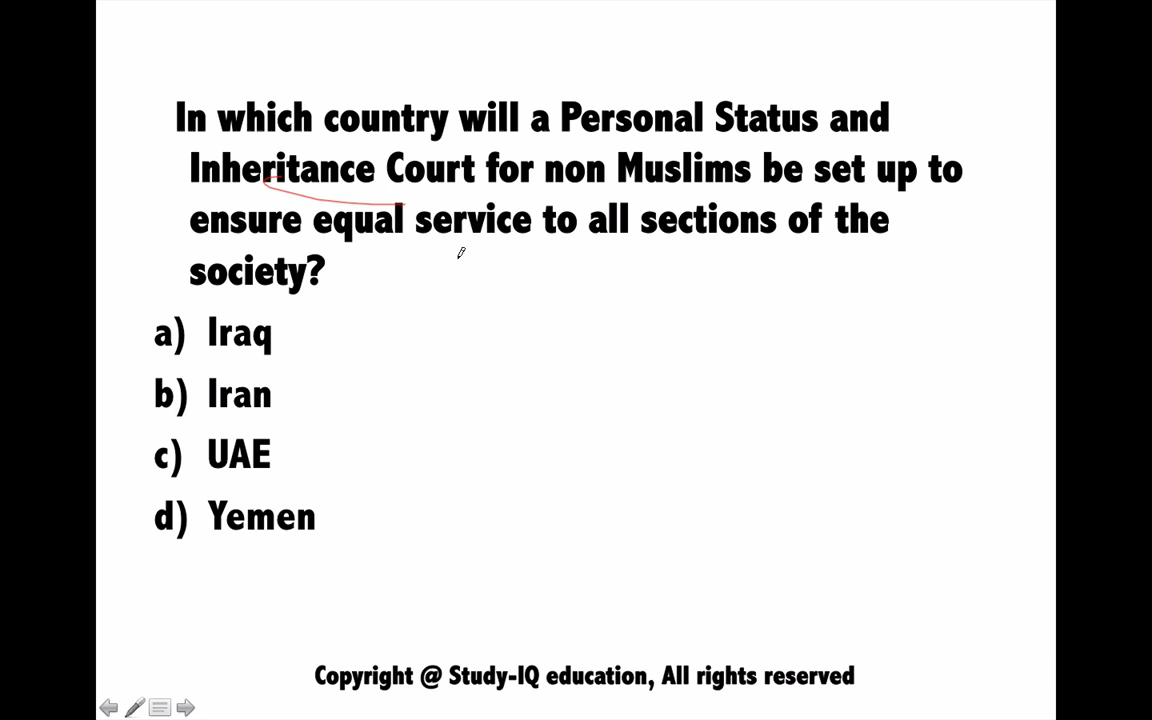 In which country will a Personal Status and
Inheritance Court for non Muslims be set up to
ensure equal service to all sections of the
society?
a) Iraq
b) Iran
c) UAE
d) Yemen
Copyright @ Study-IQ education, All rights reserved